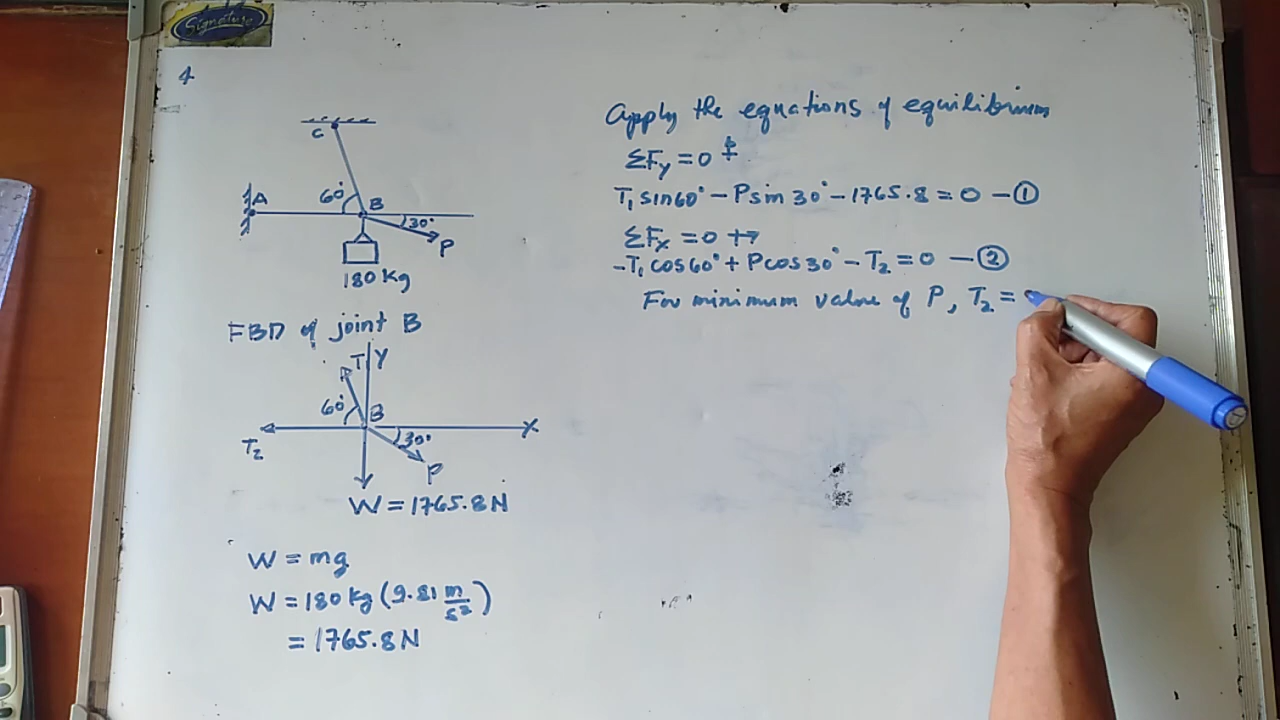 Signature
4
C
A
60°
B
30°
P
180 kg
FBD of joint B
T1
Y
60°
B
30°
X
T2
P
W = 1765.8 N
W = mg
W = 180 kg (9.81 m/s²)
= 1765.8 N
Apply the equations of equilibrium
ΣFy = 0 ↑+
T1 sin 60° - P sin 30° - 1765.8 = 0 - ①
ΣFx = 0 +→
-T1 cos 60° + P cos 30° - T2 = 0 - ②
For minimum value of P, T2 =